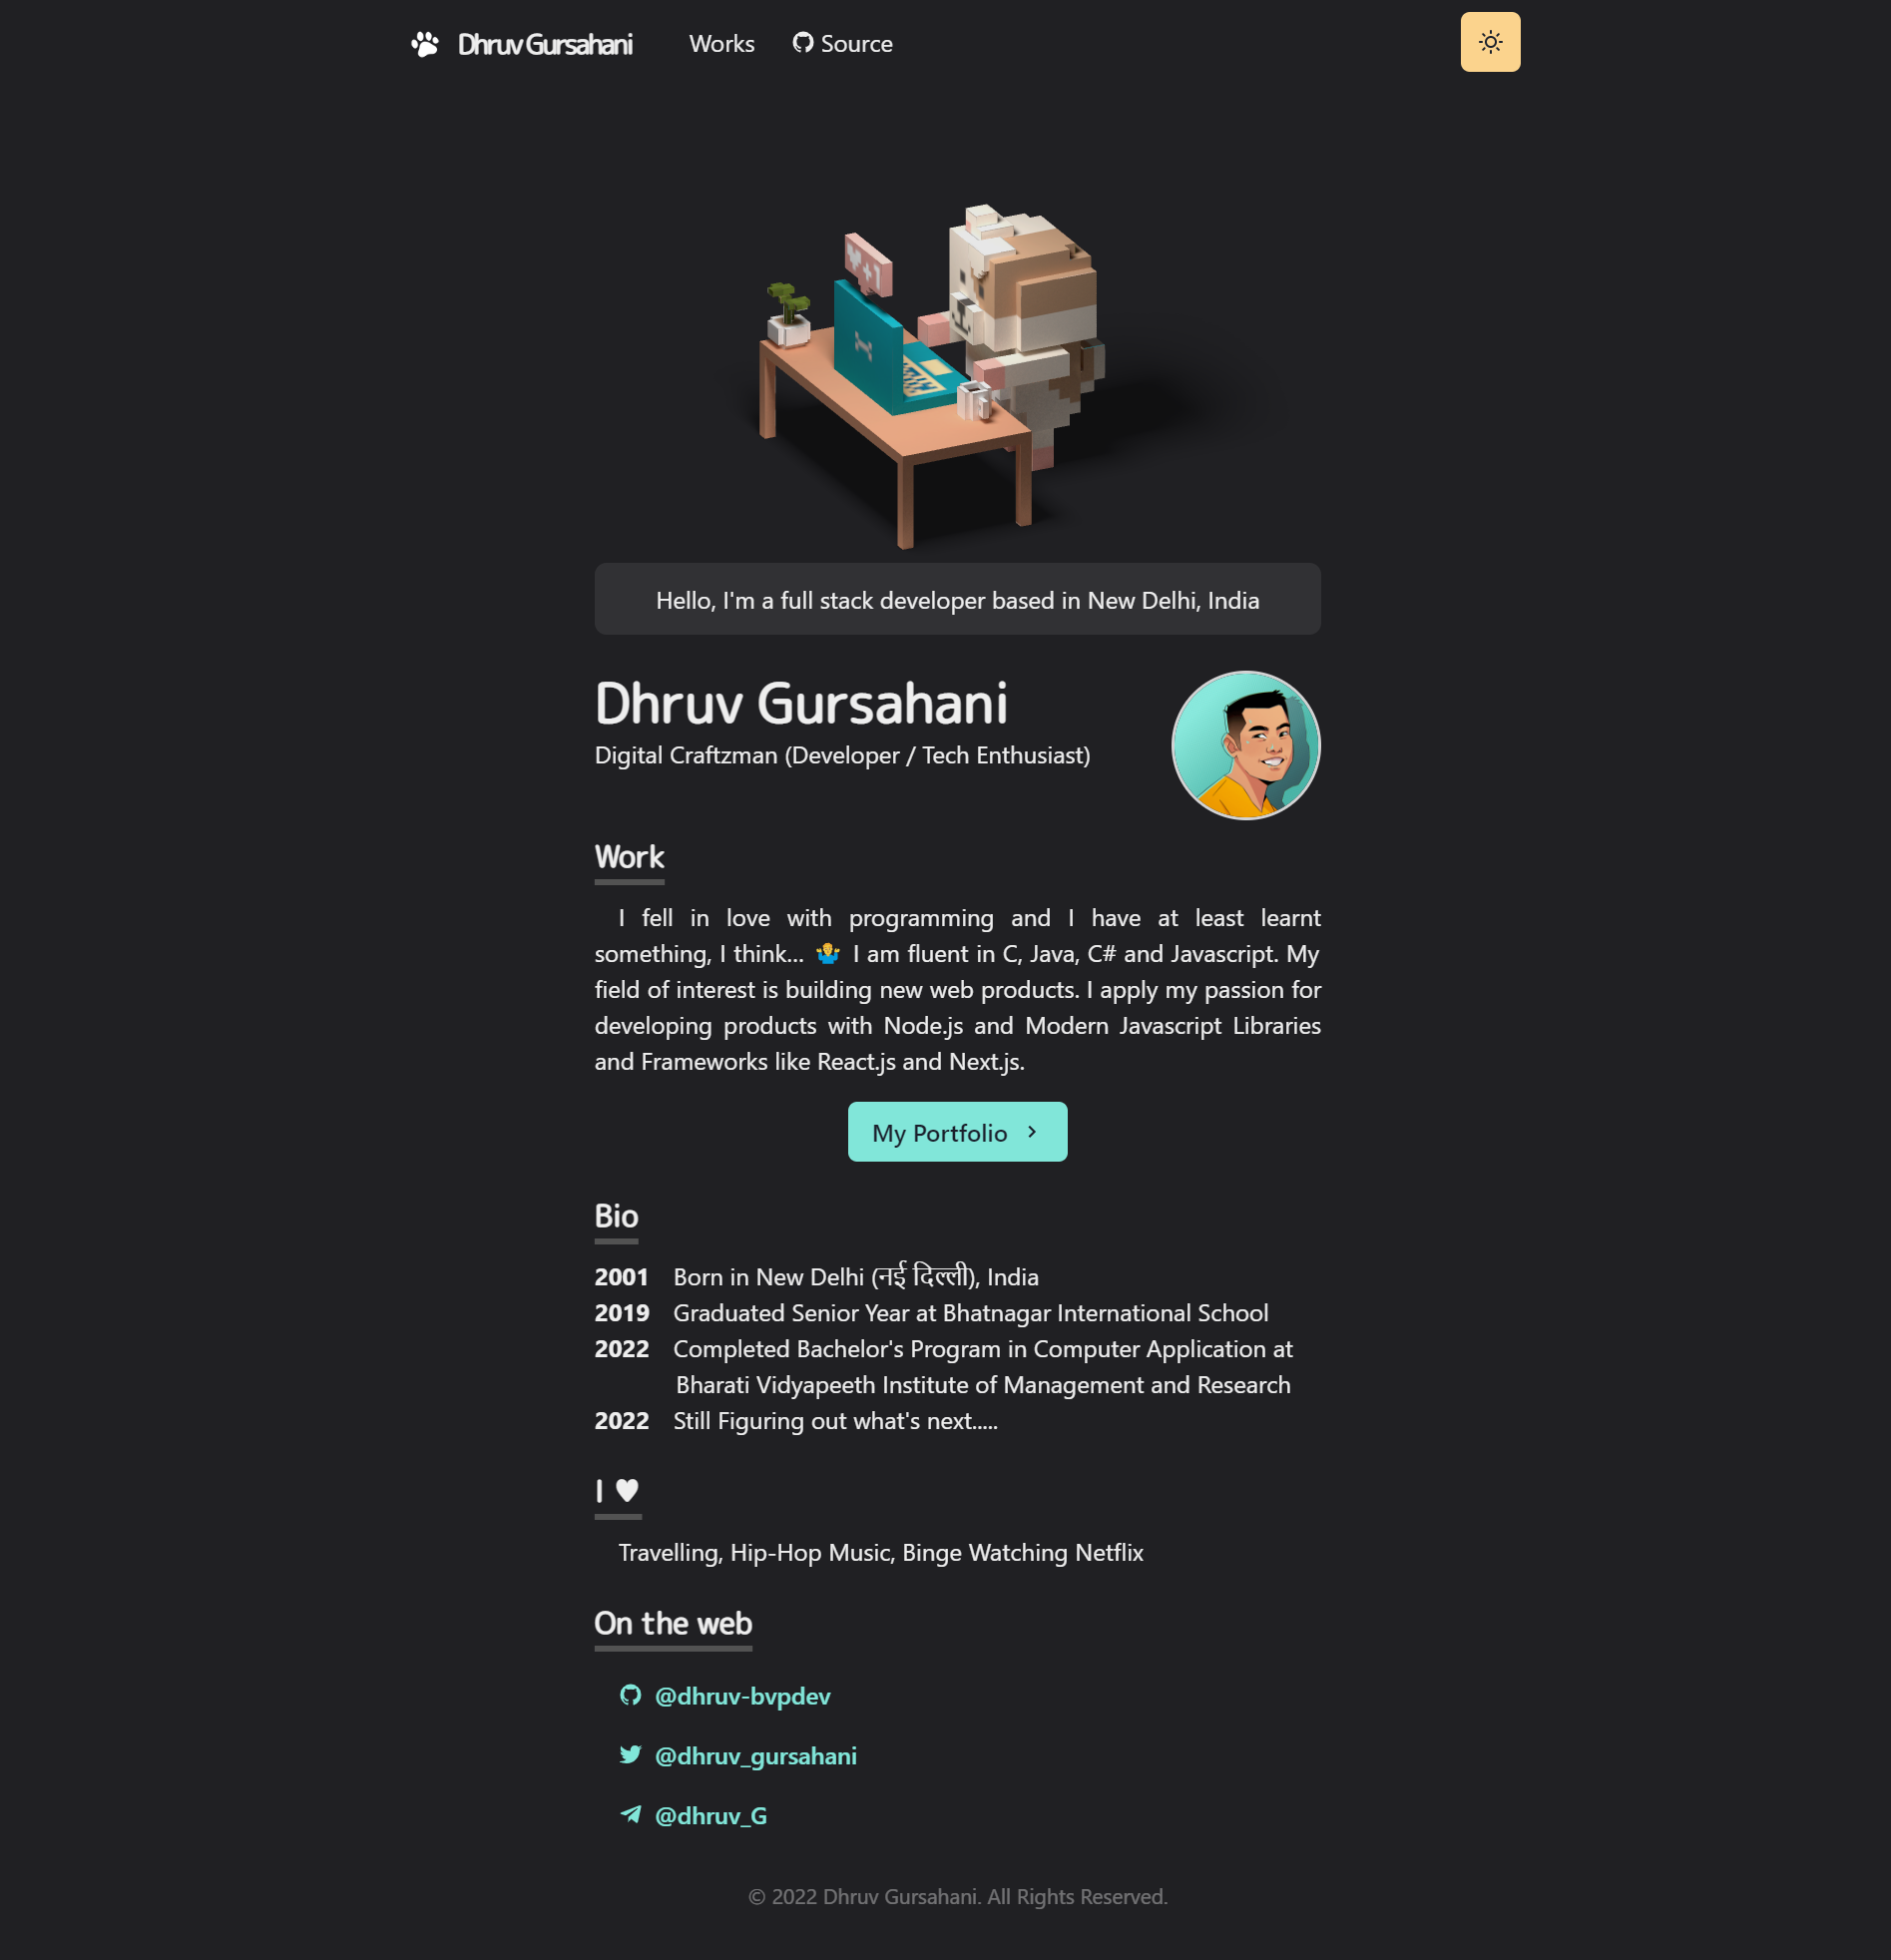 Dhruv Gursahani Works Source
+1
Hello, I'm a full stack developer based in New Delhi, India
Dhruv Gursahani
Digital Craftzman (Developer / Tech Enthusiast)
Work
I fell in love with programming and I have at least learnt
something, I think... 🤷‍♂️ I am fluent in C, Java, C# and Javascript. My
field of interest is building new web products. I apply my passion for
developing products with Node.js and Modern Javascript Libraries
and Frameworks like React.js and Next.js.
My Portfolio
Bio
2001 Born in New Delhi (नई दिल्ली), India
2019 Graduated Senior Year at Bhatnagar International School
2022 Completed Bachelor's Program in Computer Application at
Bharati Vidyapeeth Institute of Management and Research
2022 Still Figuring out what's next.....
I ♥
Travelling, Hip-Hop Music, Binge Watching Netflix
On the web
@dhruv-bvpdev
@dhruv_gursahani
@dhruv_G
© 2022 Dhruv Gursahani. All Rights Reserved.